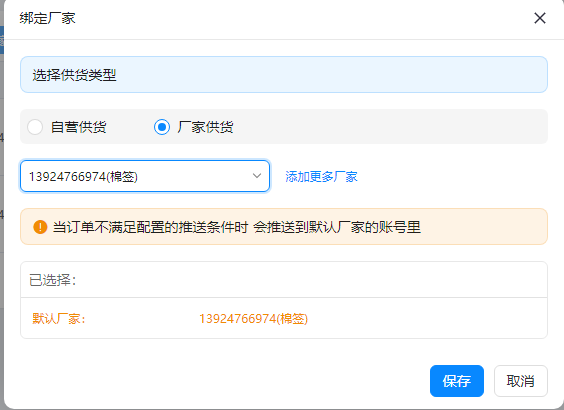 绑定厂家
选择供货类型
自营供货 厂家供货
13924766974(棉签) 添加更多厂家
当订单不满足配置的推送条件时 会推送到默认厂家的账号里
已选择：
默认厂家： 13924766974(棉签)
保存 取消